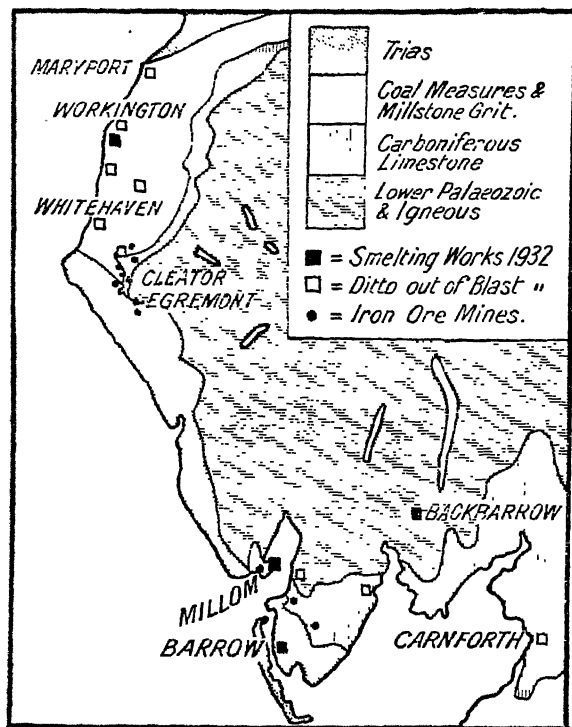 MARYPORT
WORKINGTON
WHITEHAVEN
CLEATOR
EGREMONT
BACKBARROW
MILLOM
BARROW
CARNFORTH
Trias
Coal Measures &
Millstone Grit.
Carboniferous
Limestone
Lower Palaeozoic
& Igneous
■ = Smelting Works 1932
□ = Ditto out of Blast "
• = Iron Ore Mines.